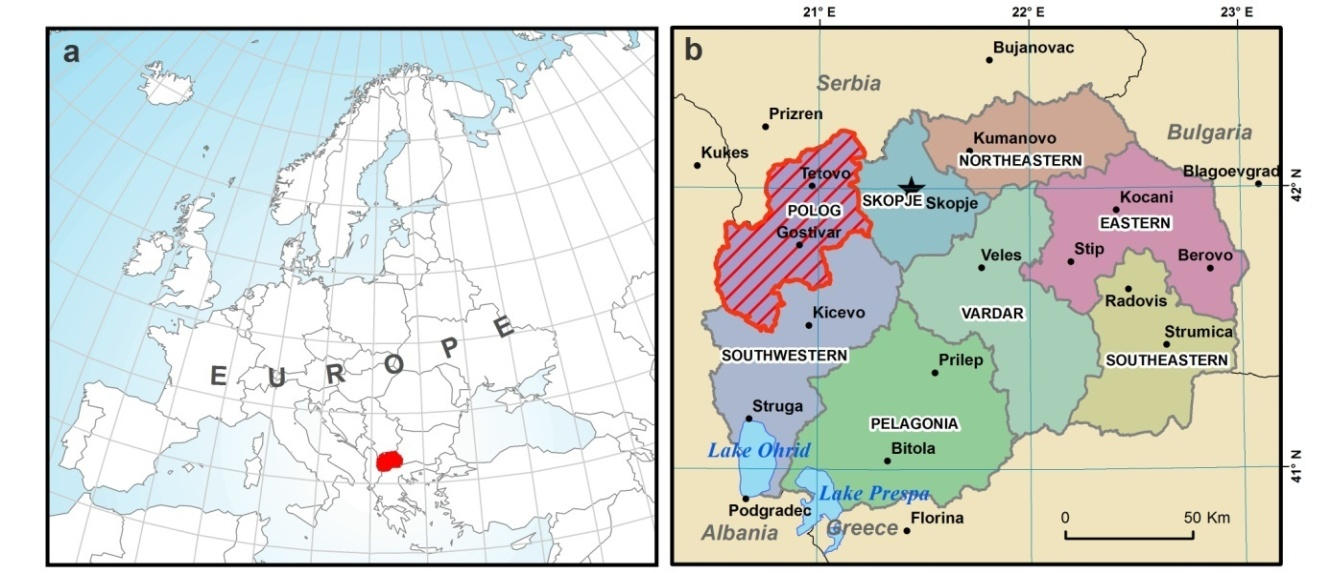 a
E U R O P E
21° E
22° E
23° E
b
Bujanovac
Serbia
Prizren
Bulgaria
Kumanovo
Kukes
NORTHEASTERN
Blagoevgrad
42° N
Tetovo
SKOPJE
Skopje
Kocani
POLOG
EASTERN
Gostivar
Stip
Veles
Berovo
Radovis
Kicevo
VARDAR
Strumica
SOUTHWESTERN
Prilep
SOUTHEASTERN
Struga
PELAGONIA
Lake Ohrid
Bitola
41° N
Lake Prespa
Podgradec
Albania
Greece
Florina
0
50 Km